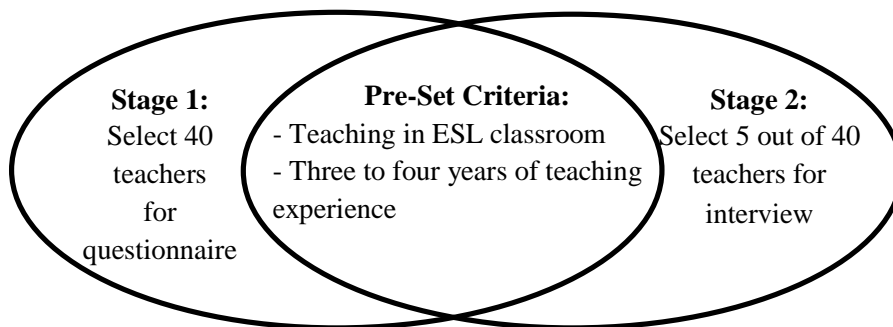 Stage 1:
Select 40
teachers
for
questionnaire
Pre-Set Criteria:
- Teaching in ESL classroom
- Three to four years of teaching
experience
Stage 2:
Select 5 out of 40
teachers for
interview